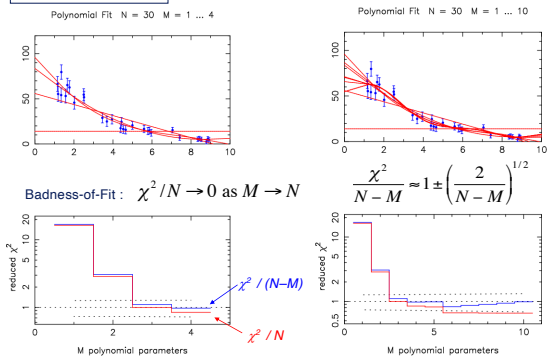 Polynomial Fit N = 30 M = 1 ... 4
100
50
0
0 2 4 6 8 10
Polynomial Fit N = 30 M = 1 ... 10
100
50
0
0 2 4 6 8 10
Badness-of-Fit : χ² /N → 0 as M → N
χ² / (N − M) ≈ 1 ± (2 / (N − M))^1/2
reduced χ²
20
10
5
2
1
0 2 4
M polynomial parameters
χ² / (N–M)
χ² / N
reduced χ²
20
10
5
2
1
0.5
0 5 10
M polynomial parameters